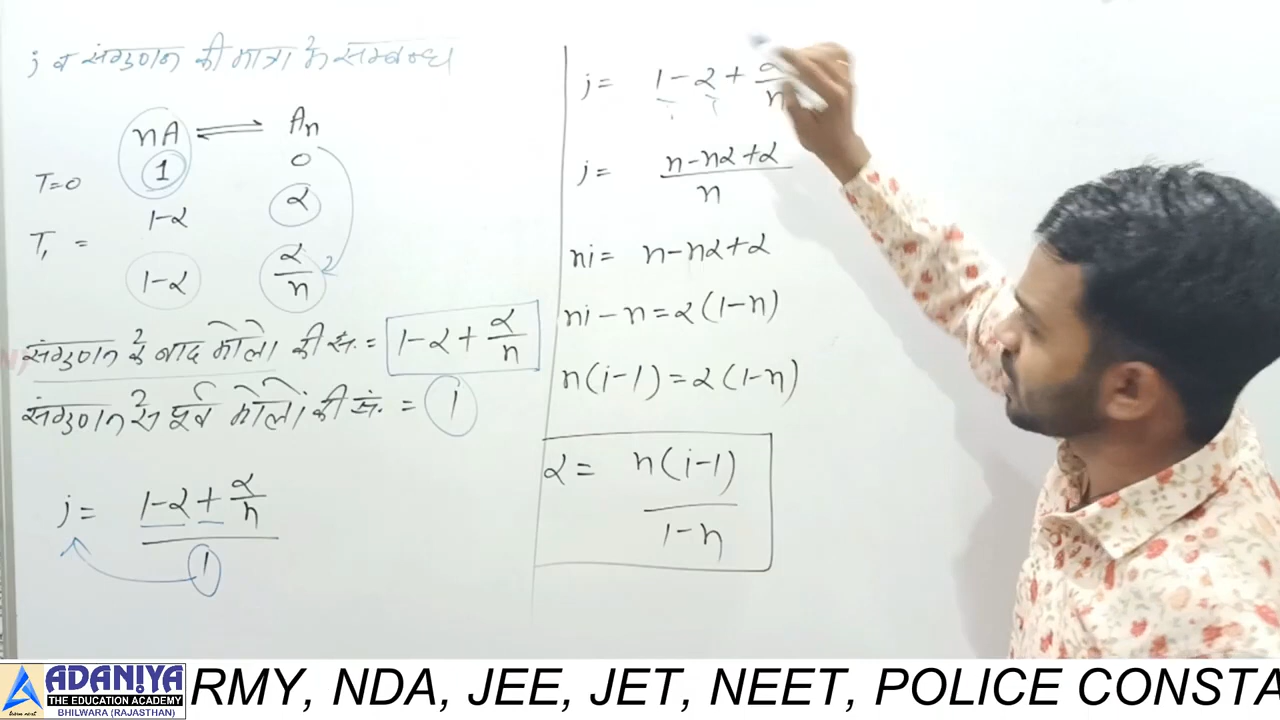 i व संगुणन की मात्रा के सम्बन्ध
nA ⇌ An
T=0 1 0
1-α α
T₁ =
1-α α/n
संगुणन के बाद मोलो की सं. = 1-α + α/n
संगुणन से पूर्व मोलों की सं. = 1
i = (1-α + α/n) / 1
i = 1-α + α/n
i = (n-nα+α) / n
ni = n-nα+α
ni - n = α(1-n)
n(i-1) = α(1-n)
α = n(i-1) / (1-n)
ADANIYA
THE EDUCATION ACADEMY
BHILWARA (RAJASTHAN)
RMY, NDA, JEE, JET, NEET, POLICE CONSTA